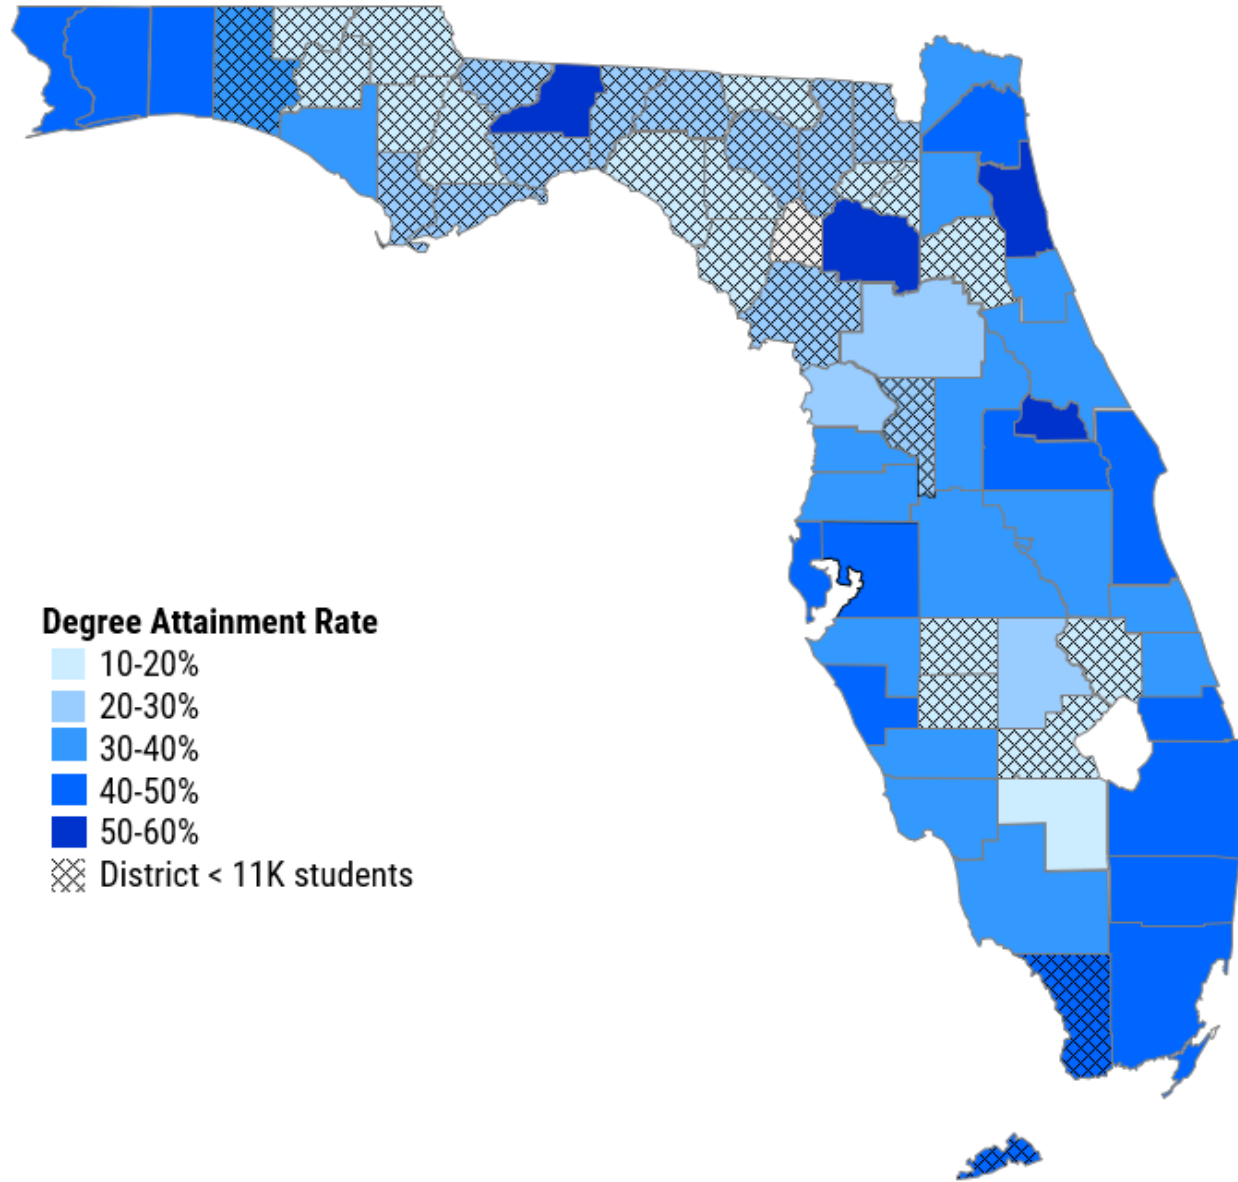 Degree Attainment Rate
10-20%
20-30%
30-40%
40-50%
50-60%
District < 11K students